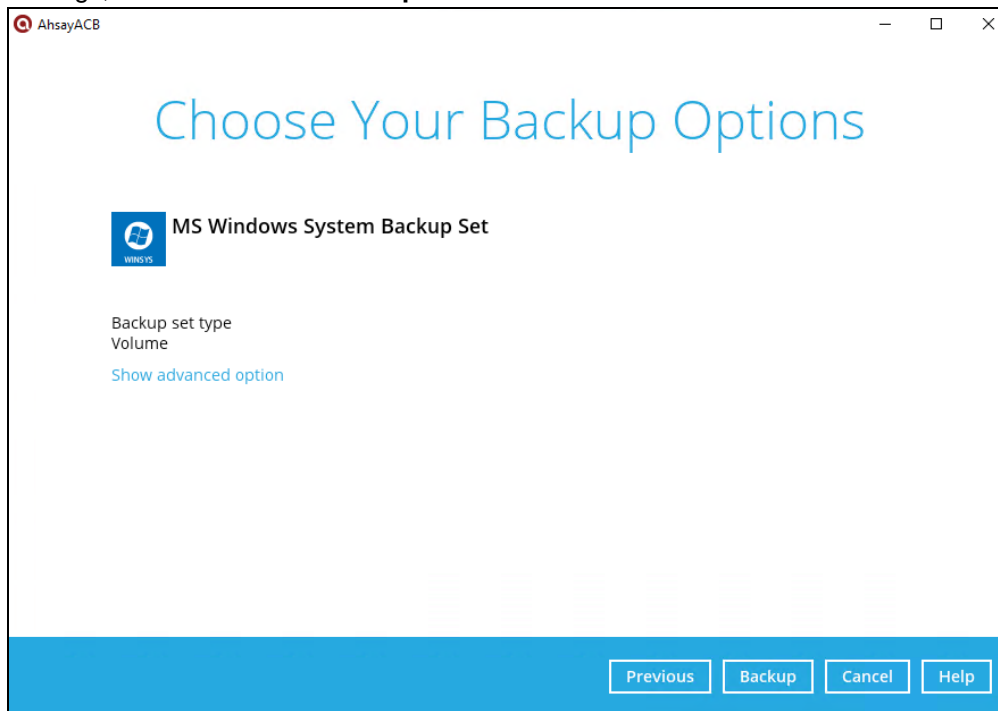 AhsayACB
Choose Your Backup Options
MS Windows System Backup Set
WINSYS
Backup set type
Volume
Show advanced option
Previous Backup Cancel Help